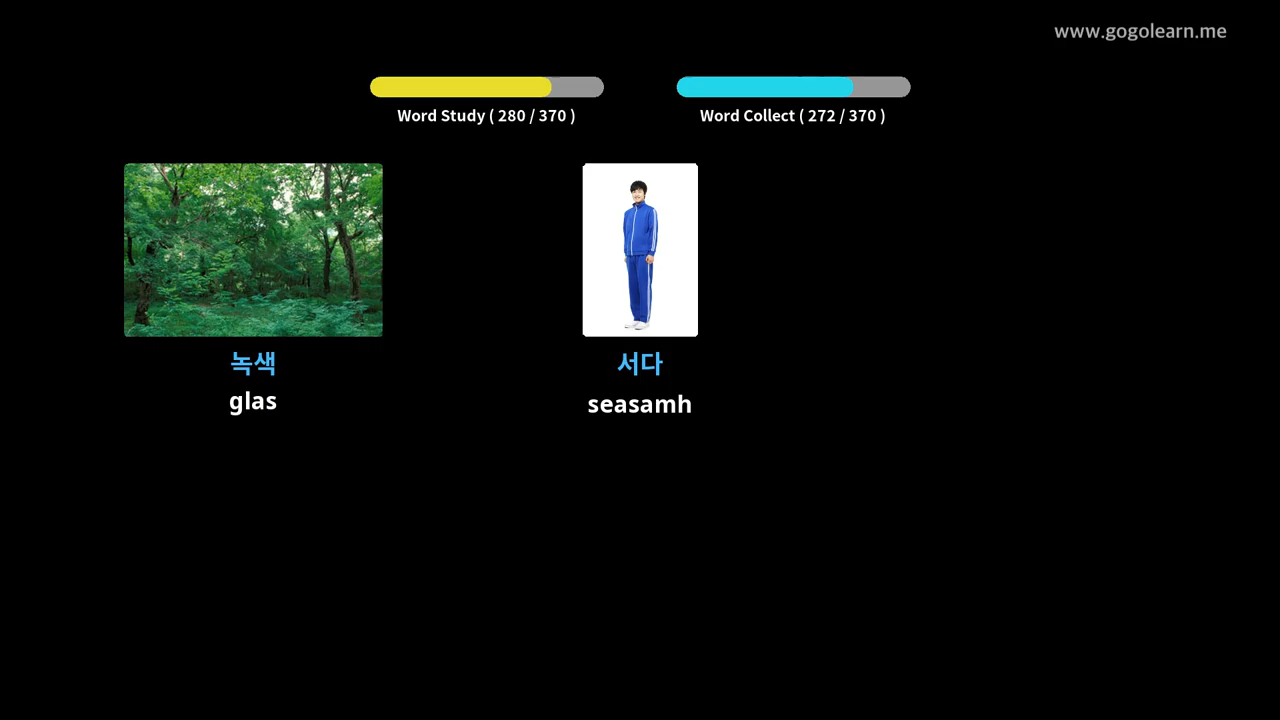 www.gogolearn.me
Word Study ( 280 / 370 )
Word Collect ( 272 / 370 )
녹색
glas
서다
seasamh